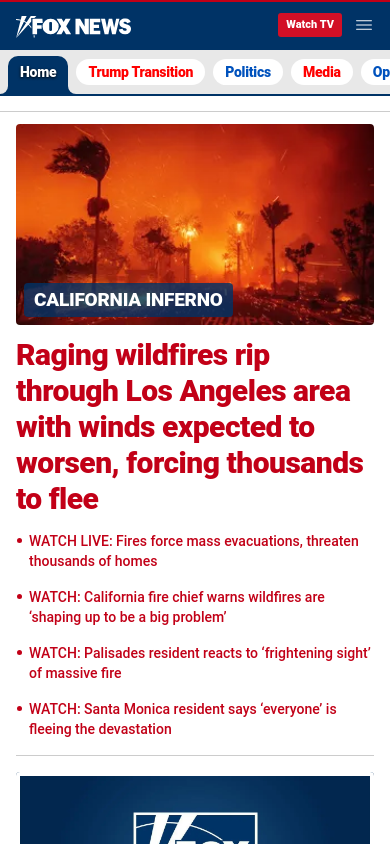 FOX NEWS
Watch TV
Home
Trump Transition
Politics
Media
Op
CALIFORNIA INFERNO
Raging wildfires rip
through Los Angeles area
with winds expected to
worsen, forcing thousands
to flee
• WATCH LIVE: Fires force mass evacuations, threaten
thousands of homes
• WATCH: California fire chief warns wildfires are
‘shaping up to be a big problem’
• WATCH: Palisades resident reacts to ‘frightening sight’
of massive fire
• WATCH: Santa Monica resident says ‘everyone’ is
fleeing the devastation
FOX